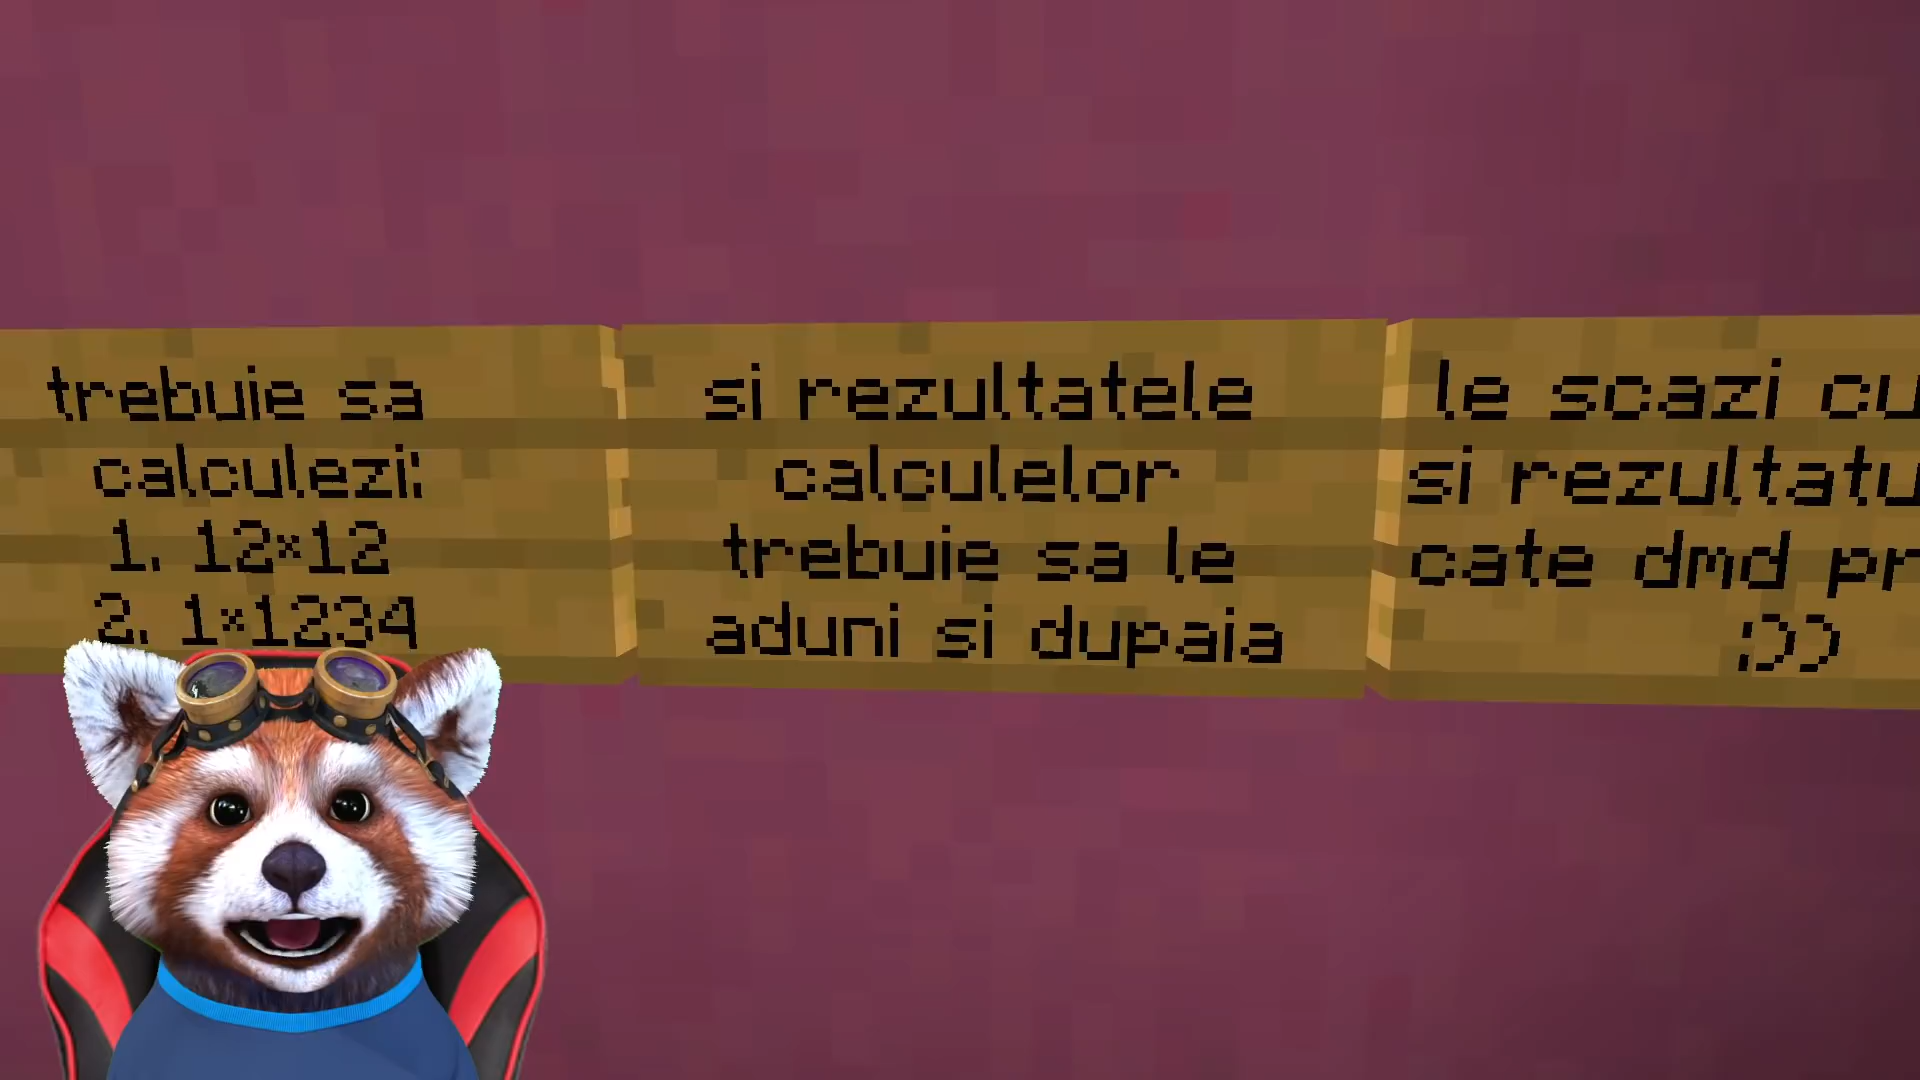 trebuie sa
calculezi:
1. 12x12
2. 1x1234
si rezultatele
calculelor
trebuie sa le
aduni si dupaia
le scazi cu
si rezultatu
cate dmd pr
;))